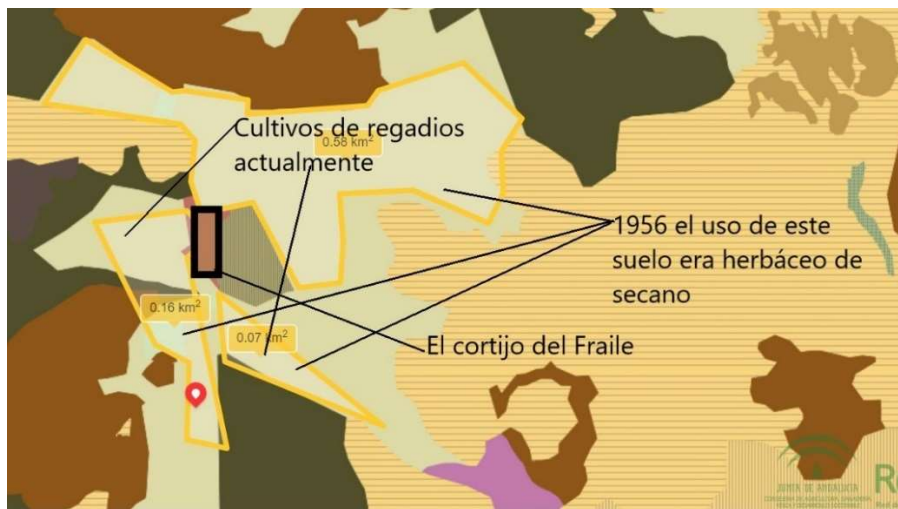 Cultivos de regadios
0.58 km²
actualmente
1956 el uso de este
suelo era herbáceo de
secano
0.16 km²
0.07 km²
El cortijo del Fraile
JUNTA DE ANDALUCIA